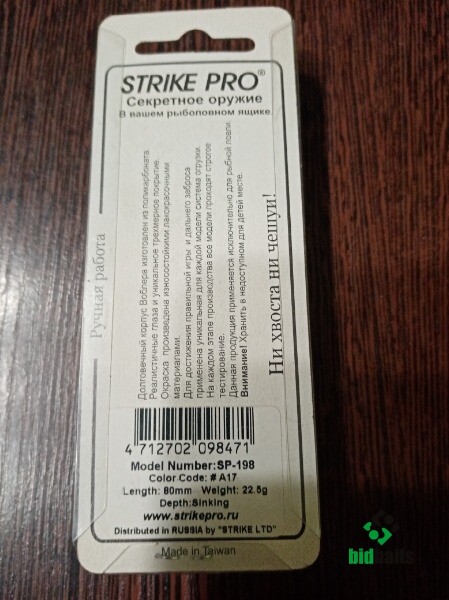 STRIKE PRO®
Секретное оружие
В вашем рыболовном ящике
Ручная работа
Долговечный корпус Воблера изготовлен из поликарбоната.
Реалистичные глаза и уникальное трехмерное покрытие
Окраска произведена износостойкими лакокрасочными
материалами.
Для достижения правильной игры и дальнего заброса
применена уникальная для каждой модели система огрузки.
На каждом этапе производства все модели проходят строгое
тестирование.
Данная продукция применяется исключительно для рыбной ловли.
Внимание! Хранить в недоступном для детей месте.
Ни хвоста ни чешуи!
4 712702 098471
Model Number:SP-198
Color Code: # A17
Length: 80mm Weight: 22.5g
Depth:Sinking
www.strikepro.ru
Distributed in RUSSIA by "STRIKE LTD"
Made in Taiwan
bidbaits